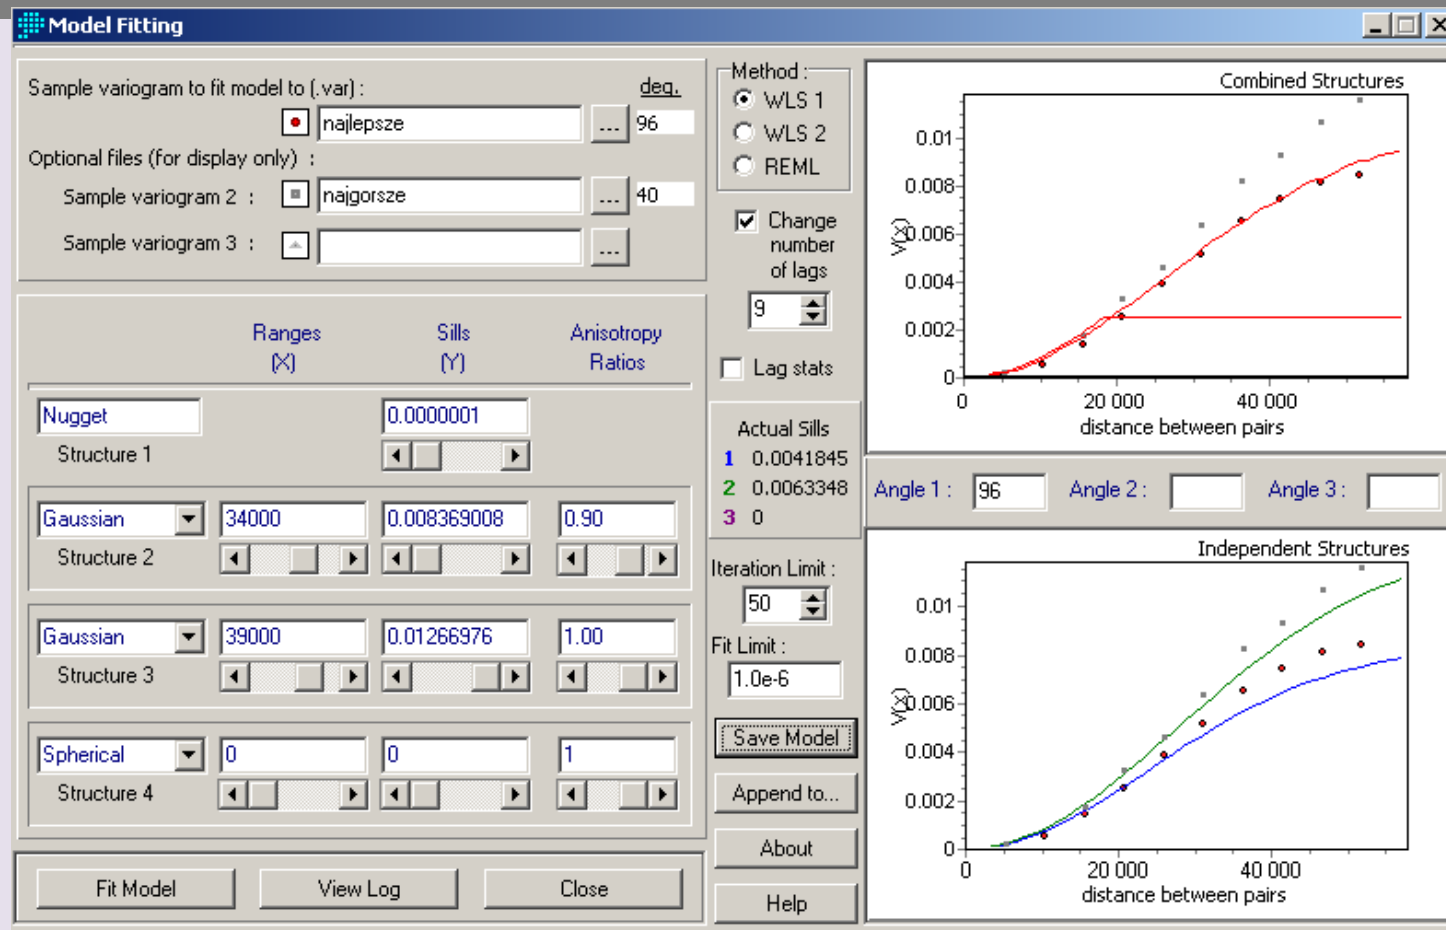 Model Fitting
Sample variogram to fit model to (.var) :
deg.
najlepsze
...
96
Optional files (for display only) :
Sample variogram 2 :
najgorsze
...
40
Sample variogram 3 :
...
Ranges
(X)
Sills
(Y)
Anisotropy
Ratios
Nugget
0.0000001
Structure 1
Gaussian
34000
0.008369008
0.90
Structure 2
Gaussian
39000
0.01266976
1.00
Structure 3
Spherical
0
0
1
Structure 4
Fit Model
View Log
Close
Method :
WLS 1
WLS 2
REML
Change
number
of lags
9
Lag stats
Actual Sills
1 0.0041845
2 0.0063348
3 0
Iteration Limit :
50
Fit Limit :
1.0e-6
Save Model
Append to...
About
Help
Combined Structures
0.01
0.008
0.006
0.004
0.002
0
V(x)
0
20 000
40 000
distance between pairs
Angle 1 :
96
Angle 2 :
Angle 3 :
Independent Structures
0.01
0.008
0.006
0.004
0.002
0
V(x)
0
20 000
40 000
distance between pairs